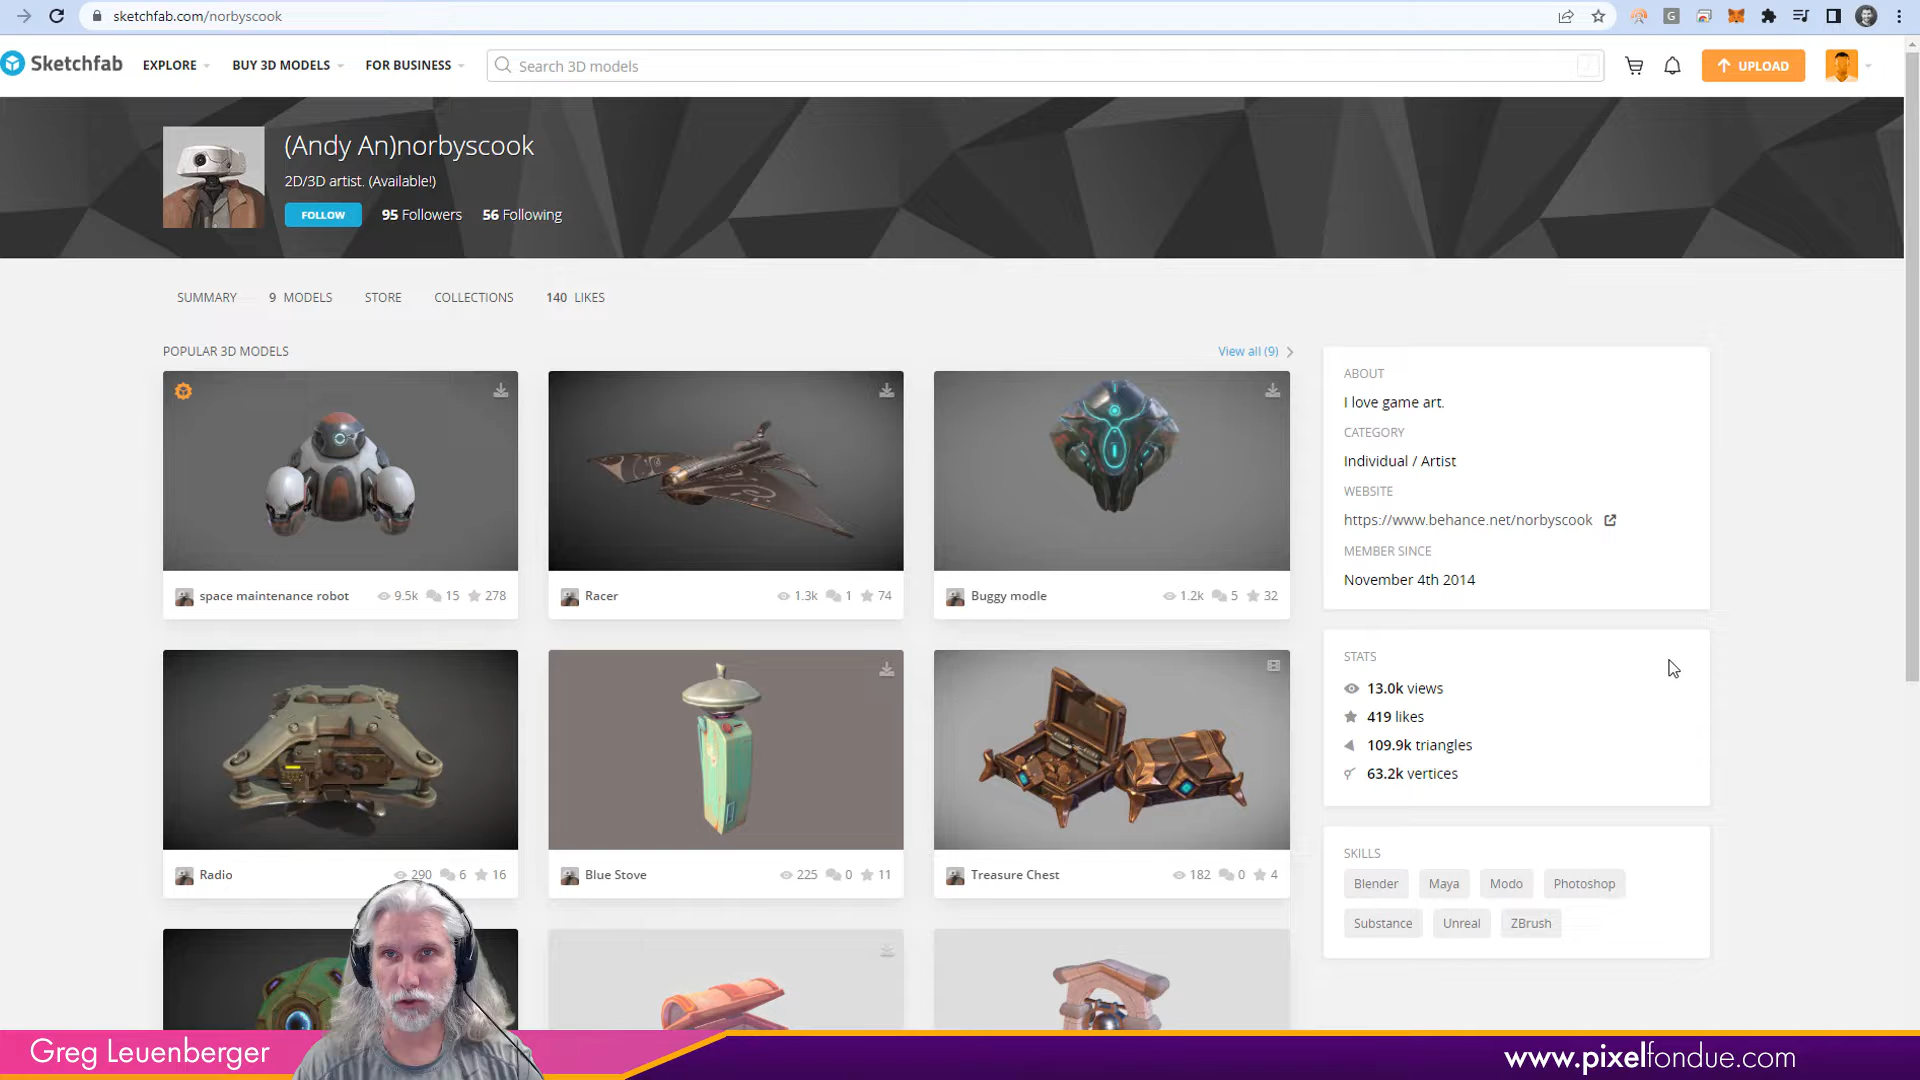 sketchfab.com/norbyscook
Sketchfab EXPLORE BUY 3D MODELS FOR BUSINESS Search 3D models UPLOAD
(Andy An)norbyscook
2D/3D artist. (Available!)
FOLLOW 95 Followers 56 Following
SUMMARY 9 MODELS STORE COLLECTIONS 140 LIKES
POPULAR 3D MODELS View all (9)
space maintenance robot 9.5k 15 278
Racer 1.3k 1 74
Buggy modle 1.2k 5 32
Radio 290 6 16
Blue Stove 225 0 11
Treasure Chest 182 0 4
ABOUT
I love game art.
CATEGORY
Individual / Artist
WEBSITE
https://www.behance.net/norbyscook
MEMBER SINCE
November 4th 2014
STATS
13.0k views
419 likes
109.9k triangles
63.2k vertices
SKILLS
Blender Maya Modo Photoshop
Substance Unreal ZBrush
Greg Leuenberger
www.pixelfondue.com